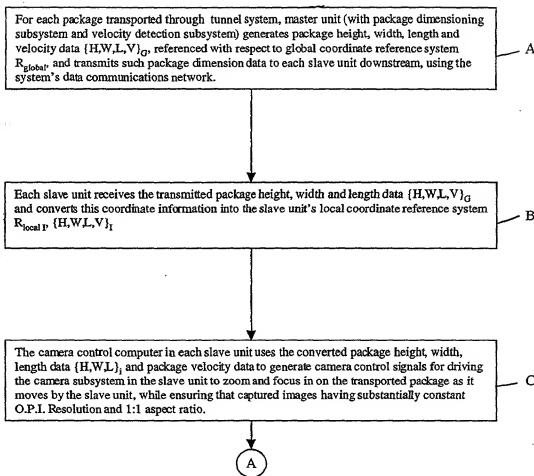 For each package transported through tunnel system, master unit (with package dimensioning
subsystem and velocity detection subsystem) generates package height, width, length and
velocity data {H,W,L,V}G, referenced with respect to global coordinate reference system
Rglobal, and transmits such package dimension data to each slave unit downstream, using the
system's data communications network.
A
Each slave unit receives the transmitted package height, width and length data {H,W,L,V}G
and converts this coordinate information into the slave unit's local coordinate reference system
Rlocal I, {H,W,L,V}I
B
The camera control computer in each slave unit uses the converted package height, width,
length data {H,W,L}i and package velocity data to generate camera control signals for driving
the camera subsystem in the slave unit to zoom and focus in on the transported package as it
moves by the slave unit, while ensuring that captured images having substantially constant
O.P.I. Resolution and 1:1 aspect ratio.
C
A